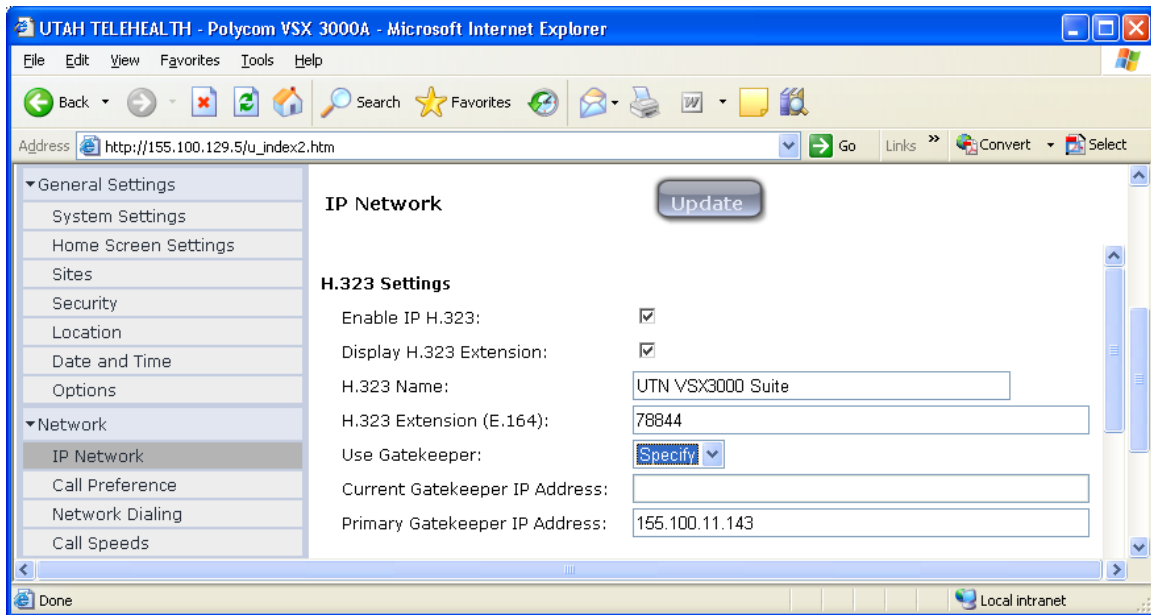 UTAH TELEHEALTH - Polycom VSX 3000A - Microsoft Internet Explorer
File Edit View Favorites Tools Help
Back Search Favorites
Address http://155.100.129.5/u_index2.htm Go Links » Convert Select
General Settings
System Settings
Home Screen Settings
Sites
Security
Location
Date and Time
Options
Network
IP Network
Call Preference
Network Dialing
Call Speeds
IP Network Update
H.323 Settings
Enable IP H.323:
Display H.323 Extension:
H.323 Name: UTN VSX3000 Suite
H.323 Extension (E.164): 78844
Use Gatekeeper: Specify
Current Gatekeeper IP Address:
Primary Gatekeeper IP Address: 155.100.11.143
Done Local intranet